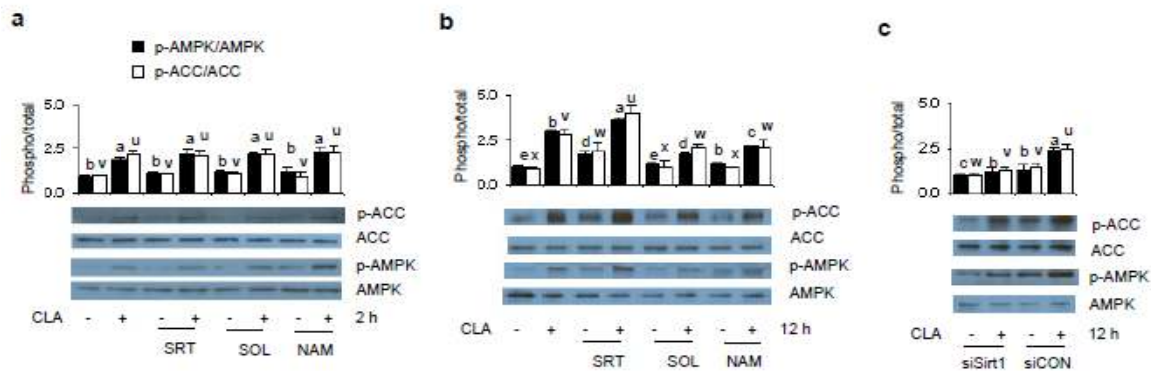 a
p-AMPK/AMPK
p-ACC/ACC
Phospho/total
5.0
2.5
0.0
b v a u b v a u b v a u b v a u
p-ACC
ACC
p-AMPK
AMPK
CLA - + - + - + - + 2 h
SRT SOL NAM
b
Phospho/total
5.0
2.5
0.0
e x b v d w a u e x d w b x c w
p-ACC
ACC
p-AMPK
AMPK
CLA - + - + - + - + 12 h
SRT SOL NAM
c
Phospho/total
5.0
2.5
0.0
c w b v b v a u
p-ACC
ACC
p-AMPK
AMPK
CLA - + - + 12 h
siSirt1 siCON